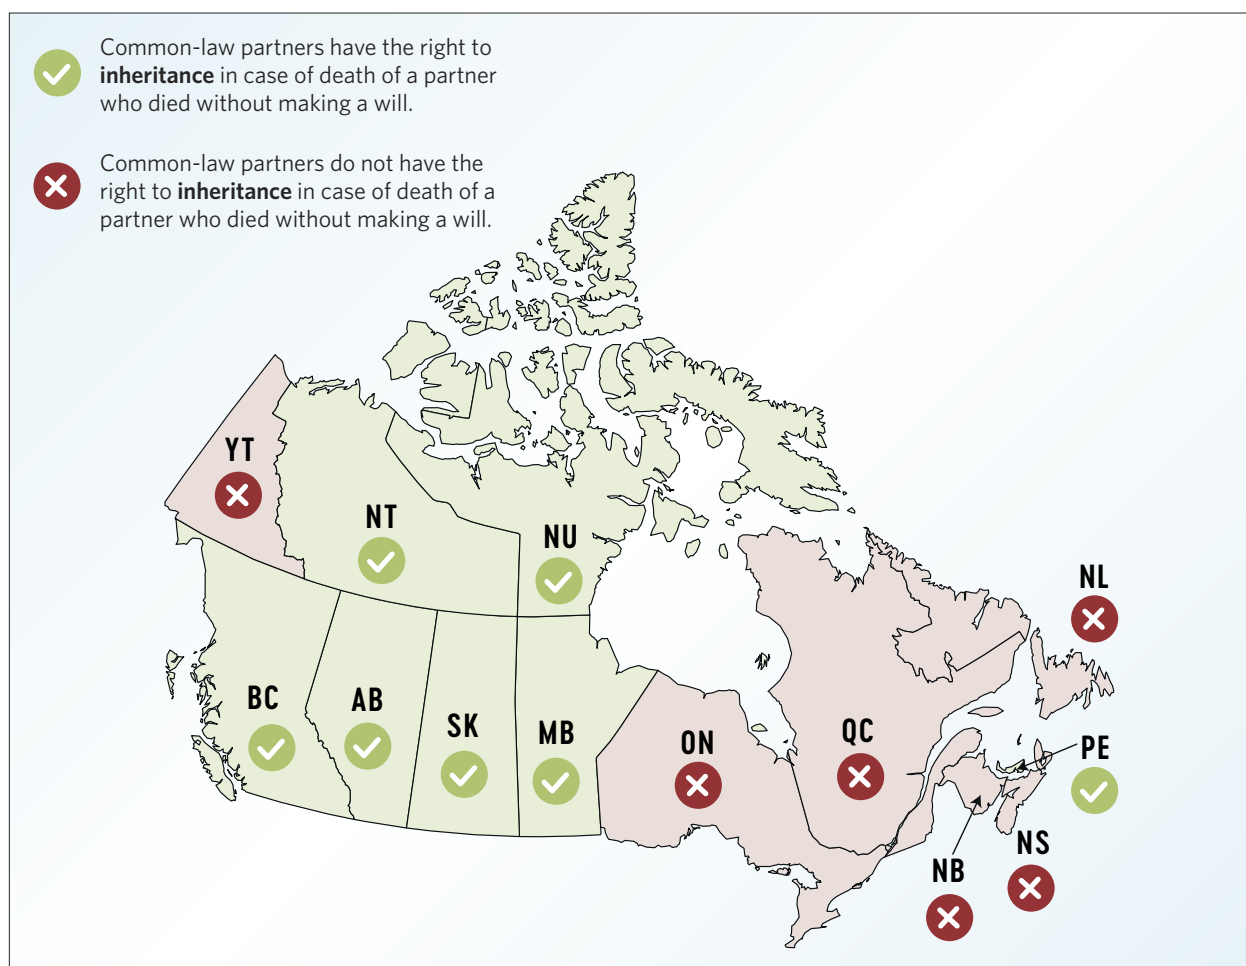 Common-law partners have the right to
inheritance in case of death of a partner
who died without making a will.
Common-law partners do not have the
right to inheritance in case of death of a
partner who died without making a will.
YT
NT
NU
NL
BC
AB
SK
MB
ON
QC
PE
NB
NS